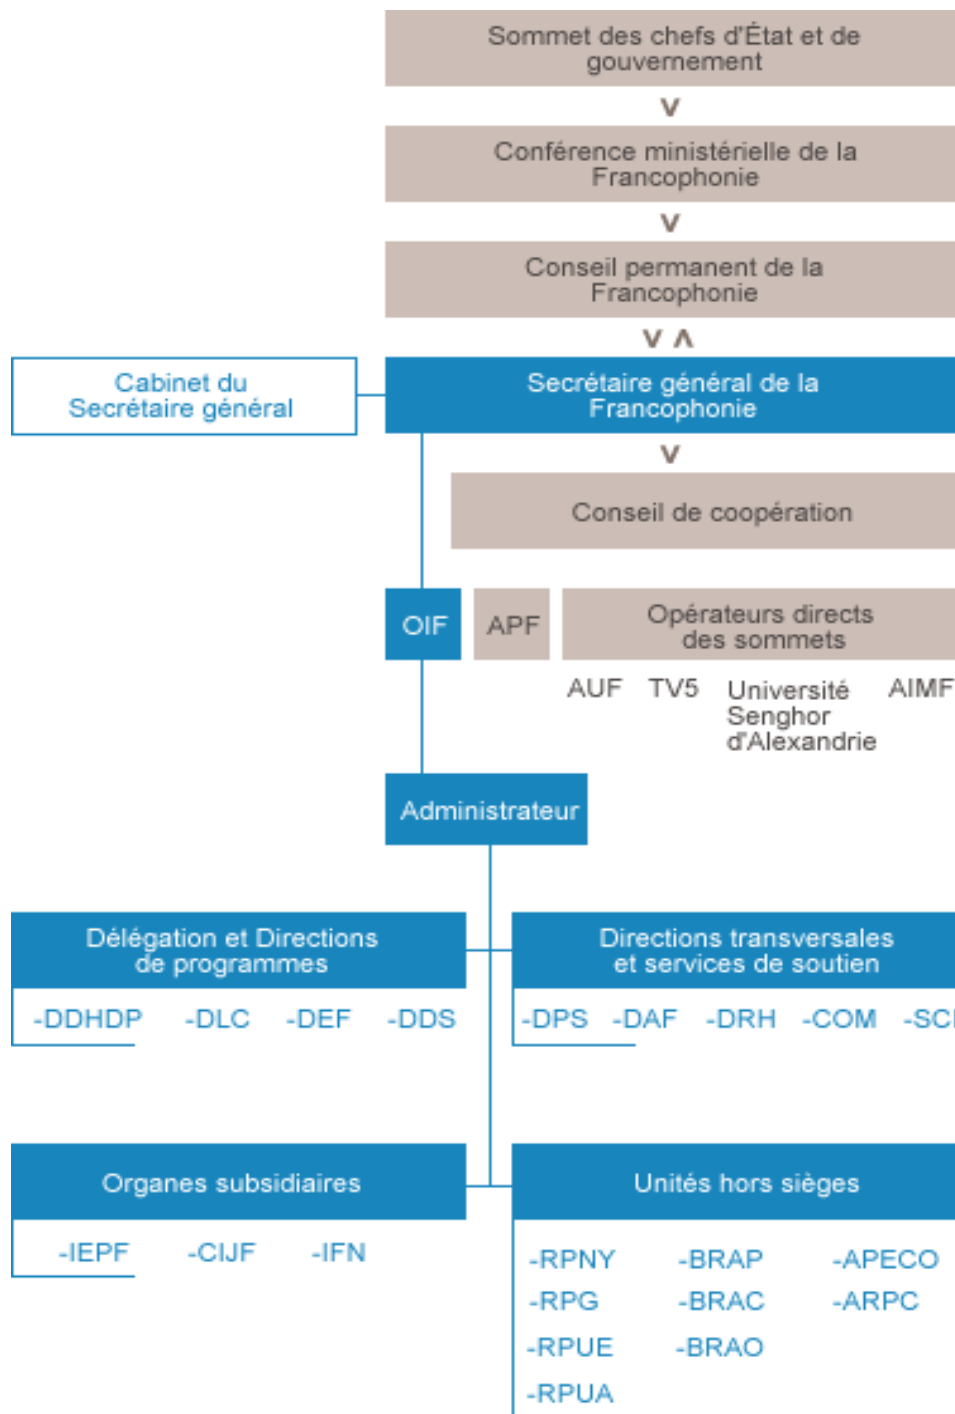 Sommet des chefs d'État et de
gouvernement
Conférence ministérielle de la
Francophonie
Conseil permanent de la
Francophonie
Cabinet du
Secrétaire général
Secrétaire général de la
Francophonie
Conseil de coopération
OIF
APF
Opérateurs directs
des sommets
AUF TV5 Université
Senghor
d'Alexandrie
AIMF
Administrateur
Délégation et Directions
de programmes
-DDHDP -DLC -DEF -DDS
Directions transversales
et services de soutien
-DPS -DAF -DRH -COM
Organes subsidiaires
-IEPF -CIJF -IFN
Unités hors sièges
-RPNY -BRAP -APECO
-RPG -BRAC -ARPC
-RPUE -BRAO
-RPUA